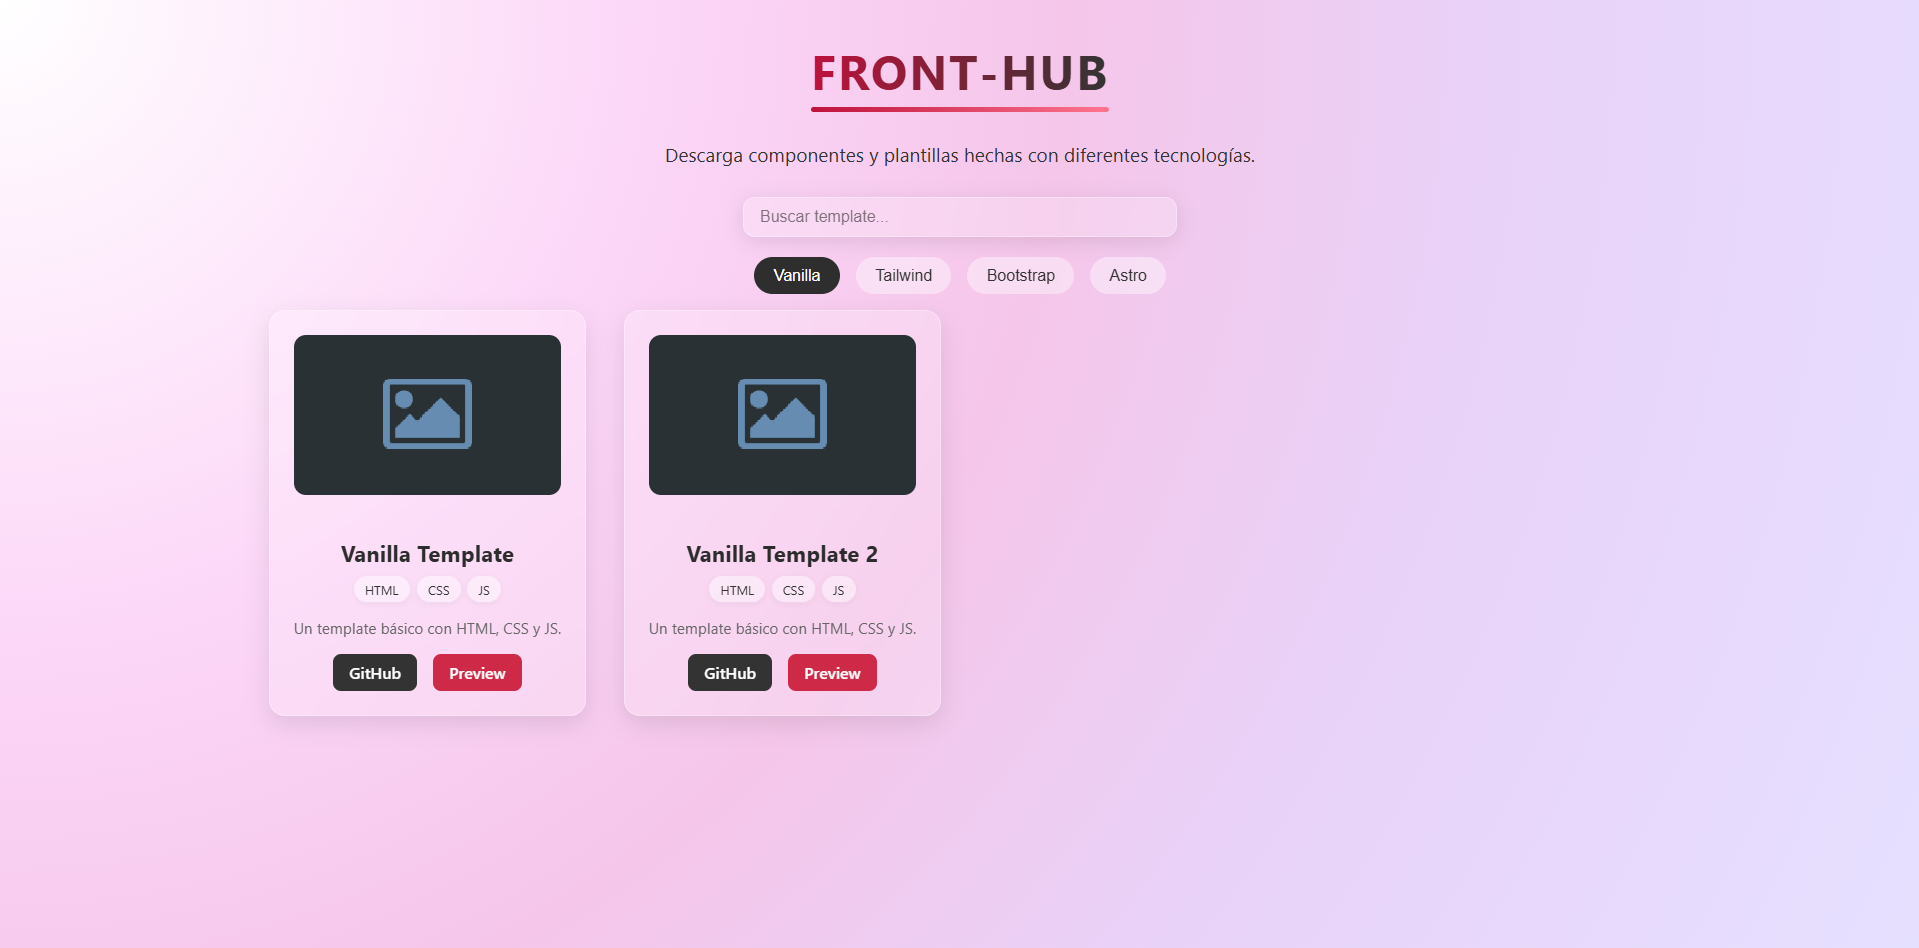 FRONT-HUB
Descarga componentes y plantillas hechas con diferentes tecnologías.
Buscar template...
Vanilla Tailwind Bootstrap Astro
Vanilla Template
HTML CSS JS
Un template básico con HTML, CSS y JS.
GitHub Preview
Vanilla Template 2
HTML CSS JS
Un template básico con HTML, CSS y JS.
GitHub Preview